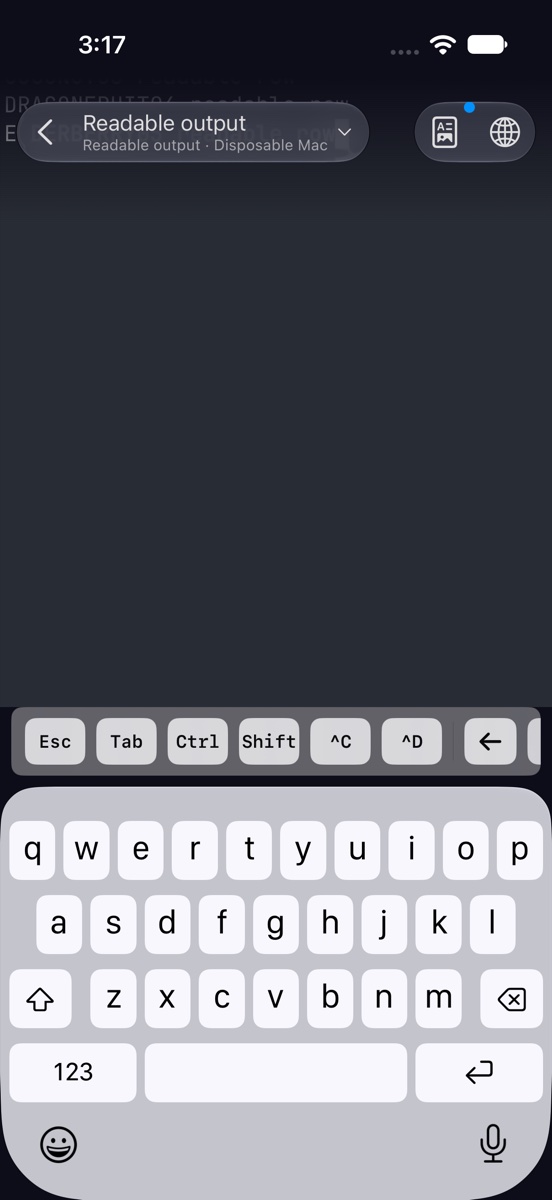 3:17
Readable output
Readable output · Disposable Mac
Esc Tab Ctrl Shift ^C ^D ←
q w e r t y u i o p
a s d f g h j k l
z x c v b n m
123